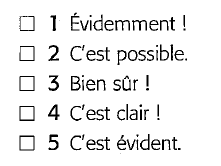 ☐ 1 Évidemment !
☐ 2 C'est possible.
☐ 3 Bien sûr !
☐ 4 C'est clair !
☐ 5 C'est évident.